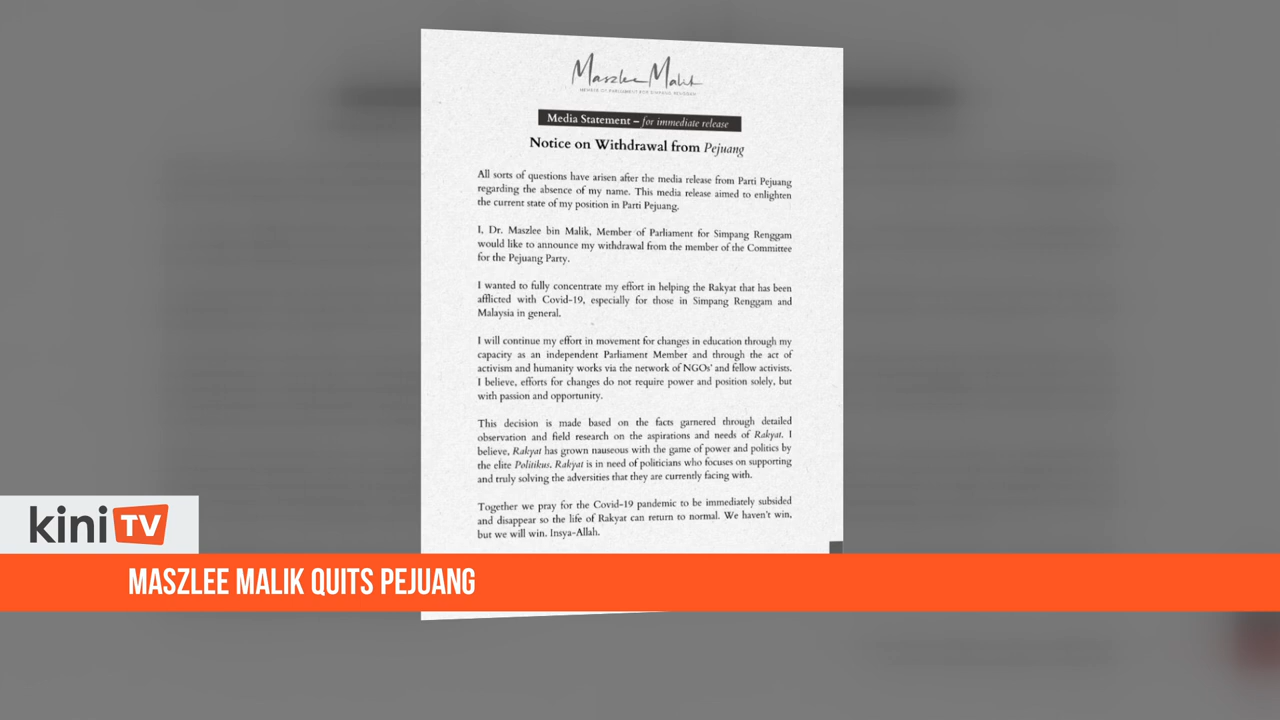 Maszlee Malik
MEMBER OF PARLIAMENT FOR SIMPANG RENGGAM
Media Statement – for immediate release
Notice on Withdrawal from Pejuang
All sorts of questions have arisen after the media release from Parti Pejuang
regarding the absence of my name. This media release aimed to enlighten
the current state of my position in Parti Pejuang.
I, Dr. Maszlee bin Malik, Member of Parliament for Simpang Renggam
would like to announce my withdrawal from the member of the Committee
for the Pejuang Party.
I wanted to fully concentrate my effort in helping the Rakyat that has been
afflicted with Covid-19, especially for those in Simpang Renggam and
Malaysia in general.
I will continue my effort in movement for changes in education through my
capacity as an independent Parliament Member and through the act of
activism and humanity works via the network of NGOs' and fellow activists.
I believe, efforts for changes do not require power and position solely, but
with passion and opportunity.
This decision is made based on the facts garnered through detailed
observation and field research on the aspirations and needs of Rakyat. I
believe, Rakyat has grown nauseous with the game of power and politics by
the elite Politikus. Rakyat is in need of politicians who focuses on supporting
and truly solving the adversities that they are currently facing with.
Together we pray for the Covid-19 pandemic to be immediately subsided
and disappear so the life of Rakyat can return to normal. We haven't win,
but we will win. Insya-Allah.
kini TV
MASZLEE MALIK QUITS PEJUANG